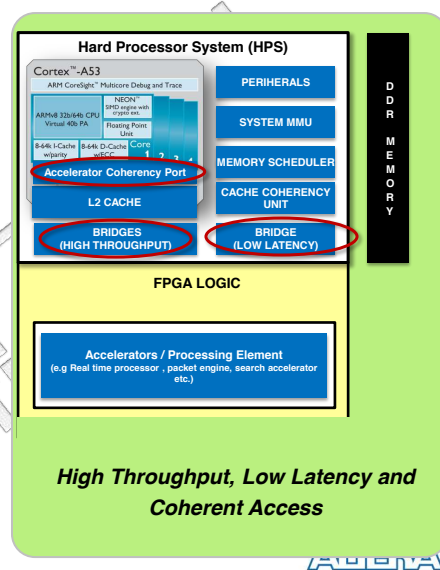 Hard Processor System (HPS)
Cortex™-A53
ARM CoreSight™ Multicore Debug and Trace
ARMv8 32b/64b CPU
Virtual 40b PA
NEON™
SIMD engine with
crypto ext.
Floating Point
Unit
8-64k I-Cache
w/parity
8-64k D-Cache
w/ECC
Core
1 2 3 4
Accelerator Coherency Port
L2 CACHE
BRIDGES
(HIGH THROUGHPUT)
PERIHERALS
SYSTEM MMU
MEMORY SCHEDULER
CACHE COHERENCY
UNIT
BRIDGE
(LOW LATENCY)
DDR MEMORY
FPGA LOGIC
Accelerators / Processing Element
(e.g Real time processor , packet engine, search accelerator
etc.)
High Throughput, Low Latency and
Coherent Access